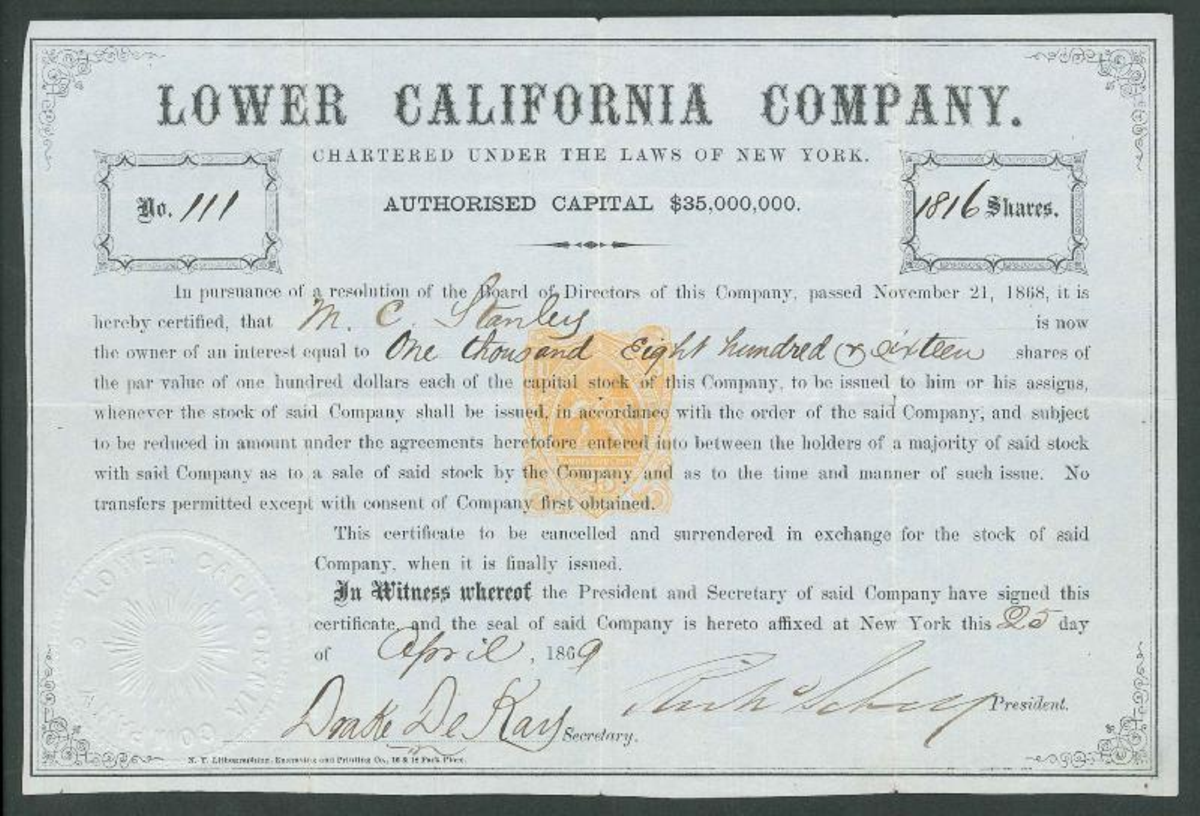 LOWER CALIFORNIA COMPANY.
CHARTERED UNDER THE LAWS OF NEW YORK.
No. 111
AUTHORISED CAPITAL $35,000,000.
1816 Shares.
In pursuance of a resolution of the Board of Directors of this Company, passed November 21, 1868, it is
hereby certified, that M. C. Stanley is now
the owner of an interest equal to One thousand Eight hundred & sixteen shares of
the par value of one hundred dollars each of the capital stock of this Company, to be issued to him or his assigns,
whenever the stock of said Company shall be issued, in accordance with the order of the said Company, and subject
to be reduced in amount under the agreements heretofore entered into between the holders of a majority of said stock
with said Company as to a sale of said stock by the Company and as to the time and manner of such issue. No
transfers permitted except with consent of Company first obtained.
This certificate to be cancelled and surrendered in exchange for the stock of said
Company, when it is finally issued.
In Witness whereof the President and Secretary of said Company have signed this
certificate, and the seal of said Company is hereto affixed at New York this 25 day
of April, 1869
LOWER CALIFORNIA COMPANY
President.
Drake De Kay Secretary.
N. Y. Lithographing, Engraving and Printing Co., 16 & 18 Park Place.